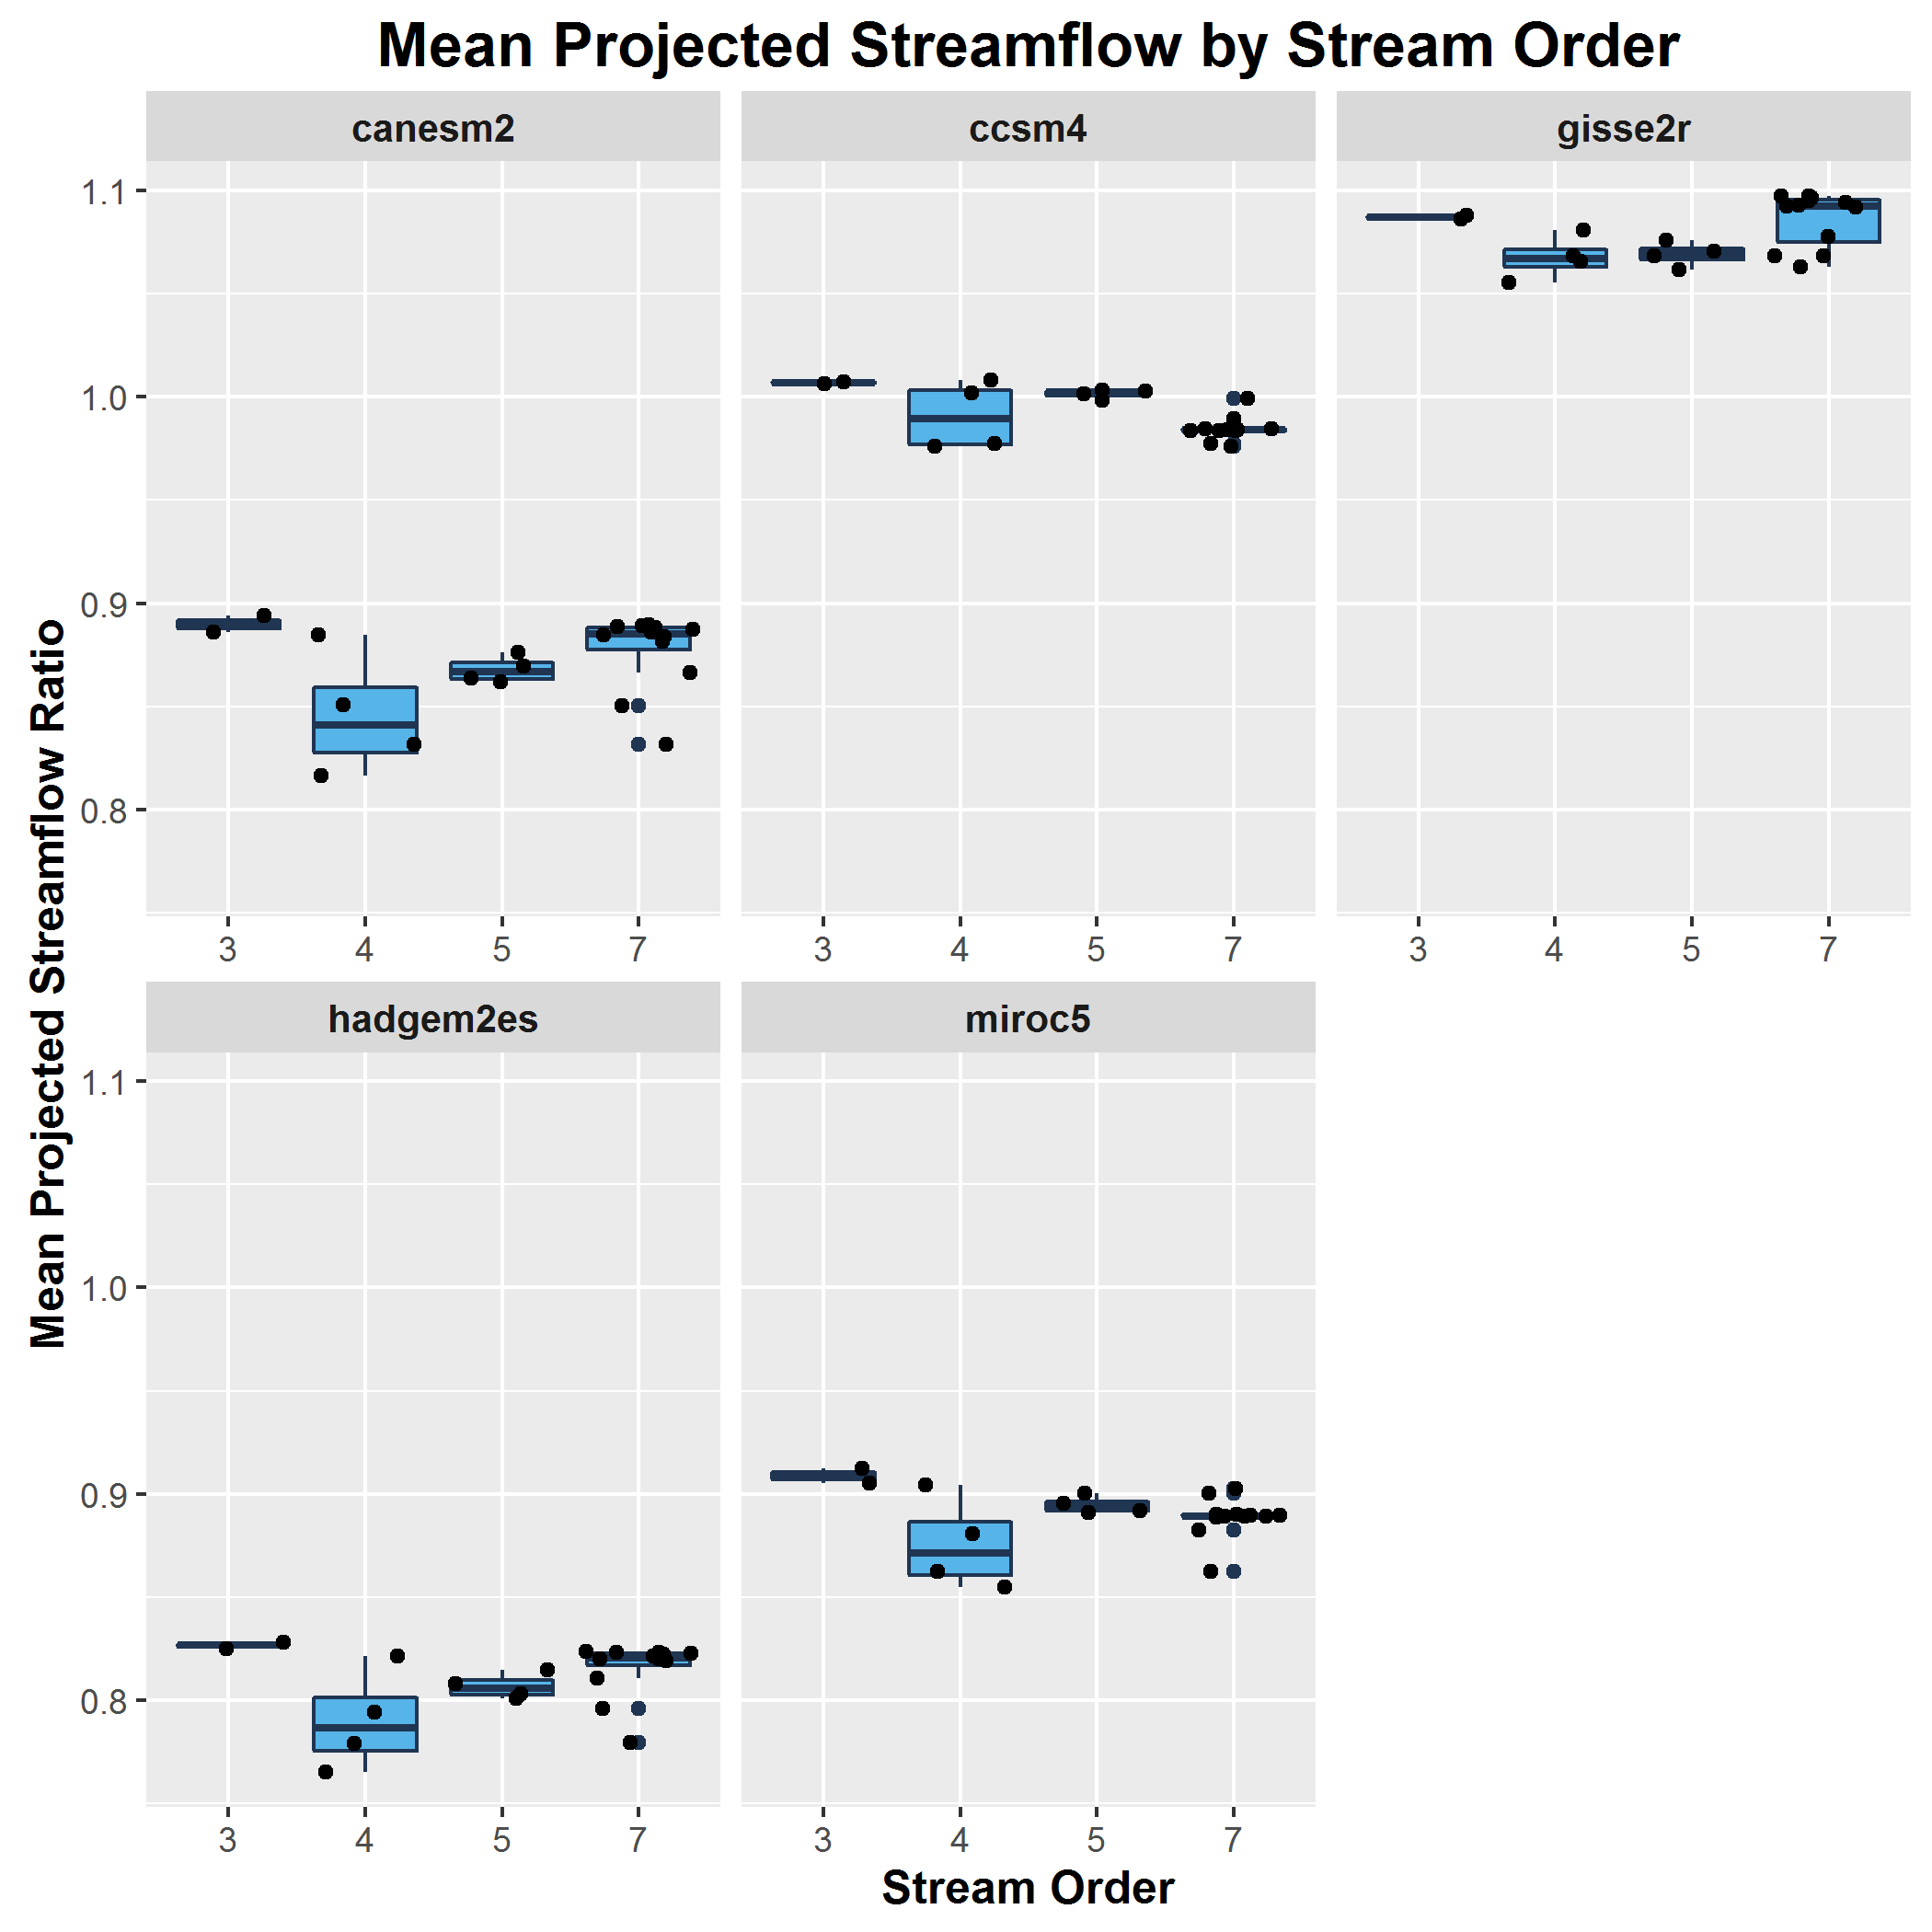 Mean Projected Streamflow by Stream Order
canesm2 ccsm4 gisse2r
1.1
1.0
0.9
0.8
3 4 5 7 3 4 5 7 3 4 5 7
Mean Projected Streamflow Ratio
hadgem2es miroc5
1.1
1.0
0.9
0.8
3 4 5 7 3 4 5 7
Stream Order